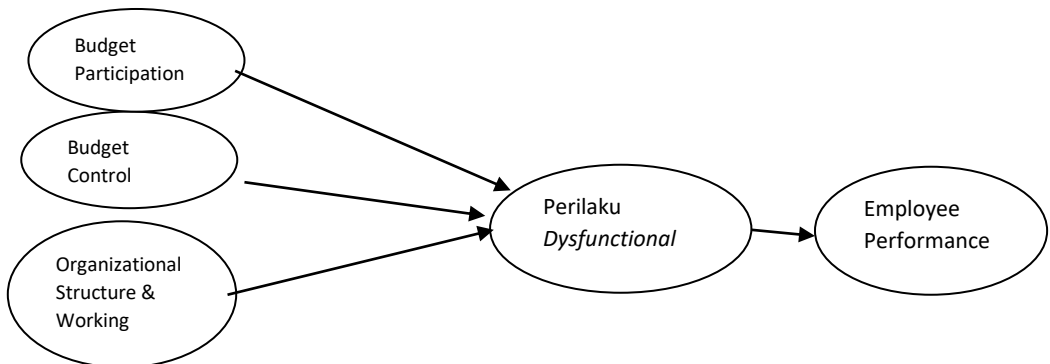 Budget
Participation
Budget
Control
Organizational
Structure &
Working
Perilaku
Dysfunctional
Employee
Performance